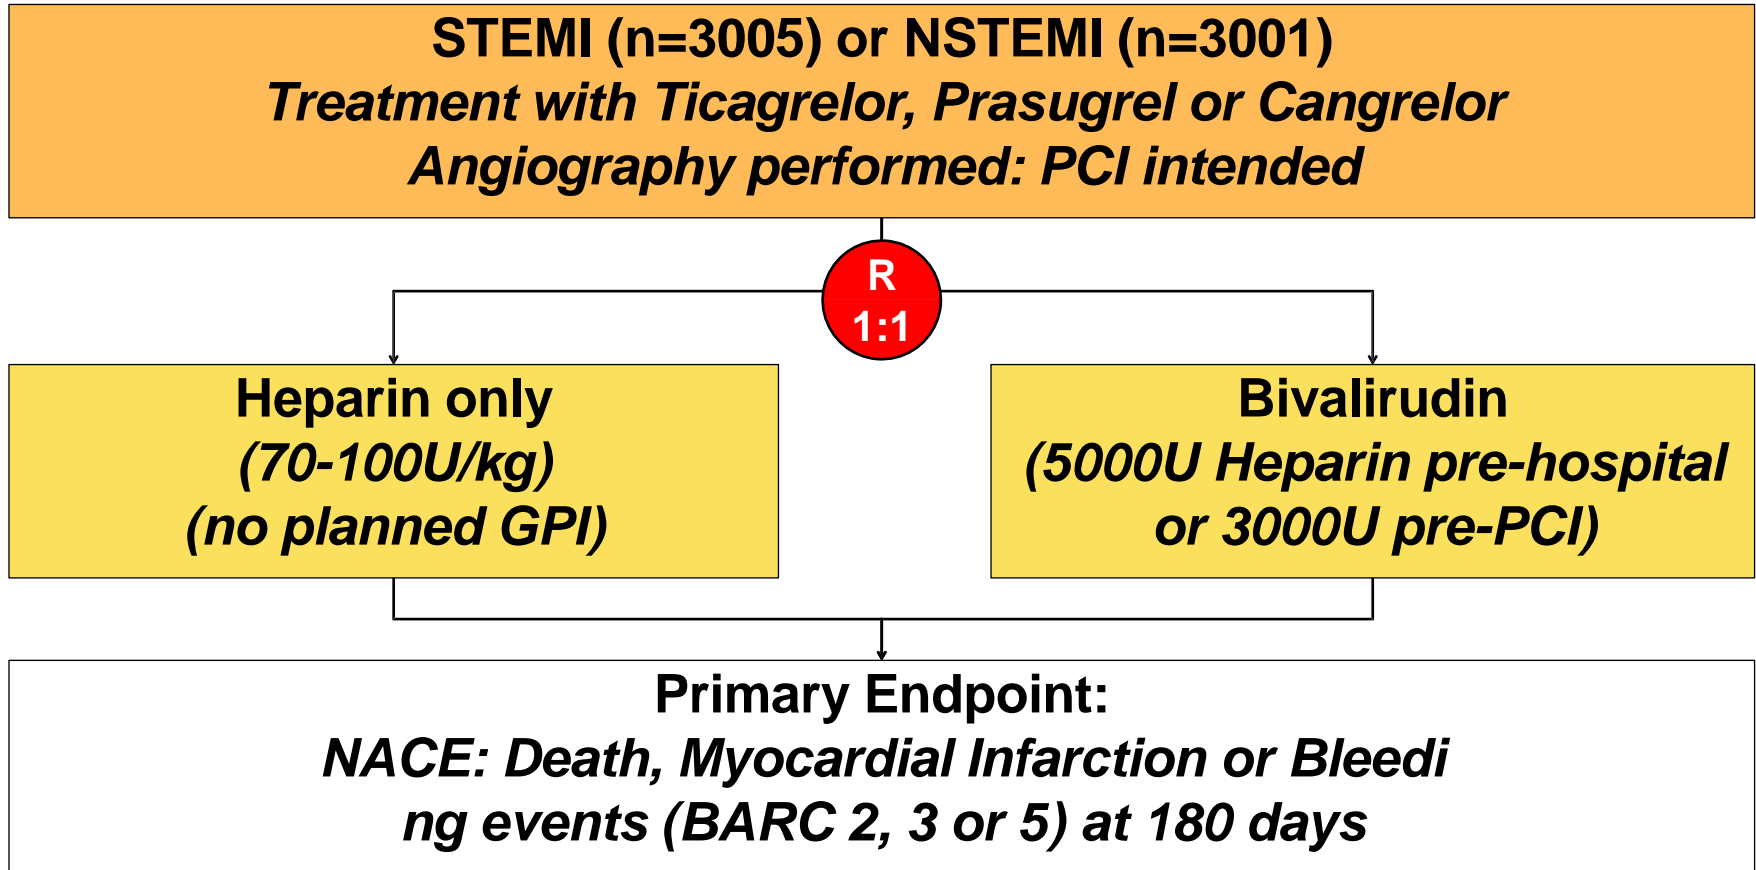 STEMI (n=3005) or NSTEMI (n=3001)
Treatment with Ticagrelor, Prasugrel or Cangrelor
Angiography performed: PCI intended
R
1:1
Heparin only
(70-100U/kg)
(no planned GPI)
Bivalirudin
(5000U Heparin pre-hospital
or 3000U pre-PCI)
Primary Endpoint:
NACE: Death, Myocardial Infarction or Bleedi
ng events (BARC 2, 3 or 5) at 180 days